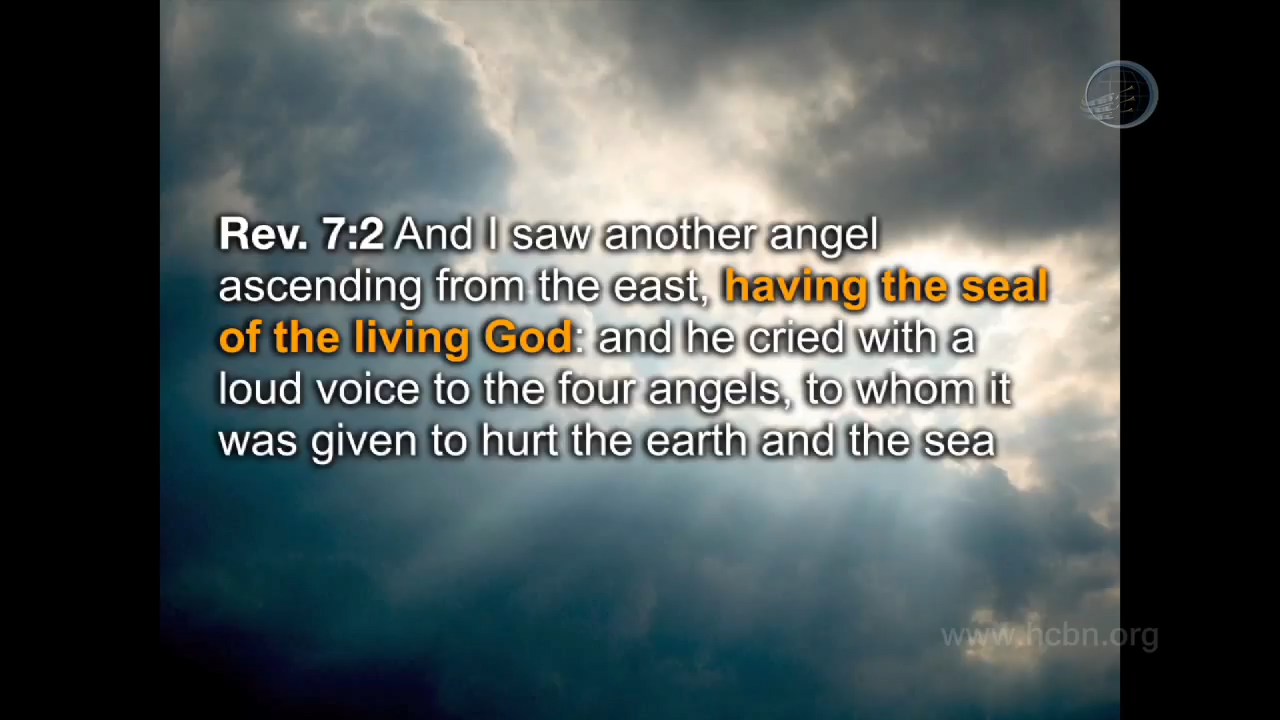 Rev. 7:2 And I saw another angel
ascending from the east, having the seal
of the living God: and he cried with a
loud voice to the four angels, to whom it
was given to hurt the earth and the sea
www.hcbn.org